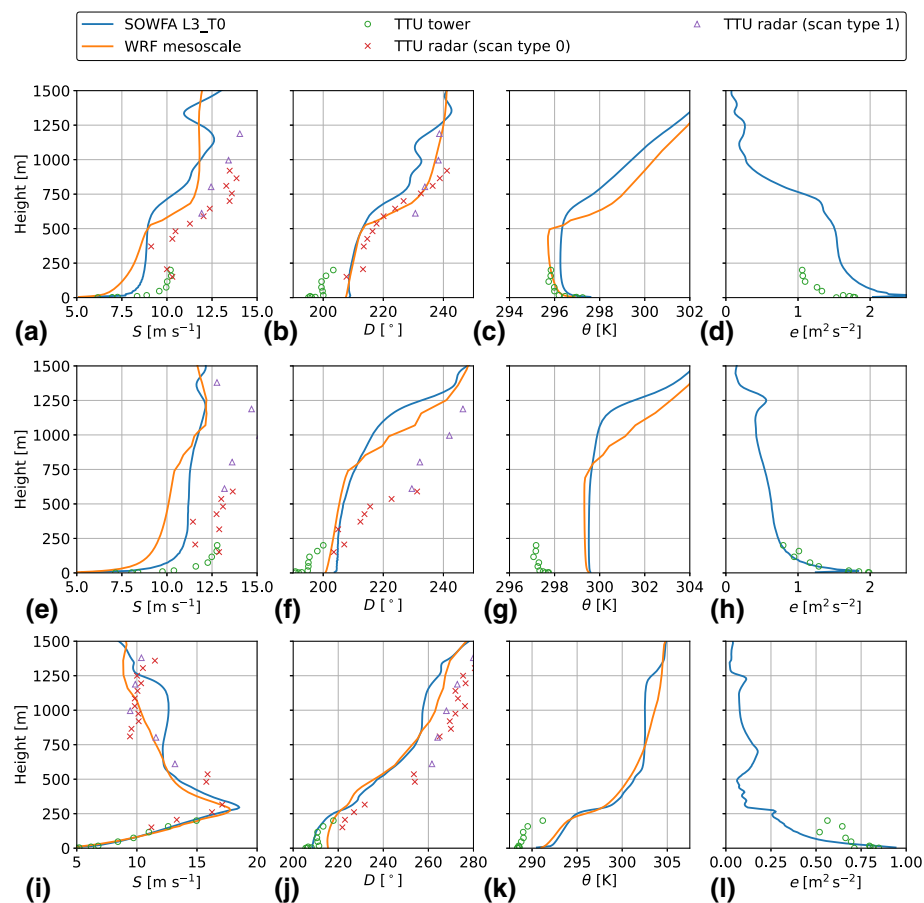 SOWFA L3_T0
WRF mesoscale
TTU tower
TTU radar (scan type 0)
TTU radar (scan type 1)
1500
1250
1000
750
500
250
0
Height [m]
5.0 7.5 10.0 12.5 15.0
(a) S [m s⁻¹]
200 220 240
(b) D [°]
294 296 298 300 302
(c) θ [K]
0 1 2
(d) e [m² s⁻²]
1500
1250
1000
750
500
250
0
Height [m]
5.0 7.5 10.0 12.5 15.0
(e) S [m s⁻¹]
200 220 240
(f) D [°]
296 298 300 302 304
(g) θ [K]
0 1 2
(h) e [m² s⁻²]
1500
1250
1000
750
500
250
0
Height [m]
5 10 15 20
(i) S [m s⁻¹]
200 220 240 260 280
(j) D [°]
290 295 300 305
(k) θ [K]
0.00 0.25 0.50 0.75 1.00
(l) e [m² s⁻²]